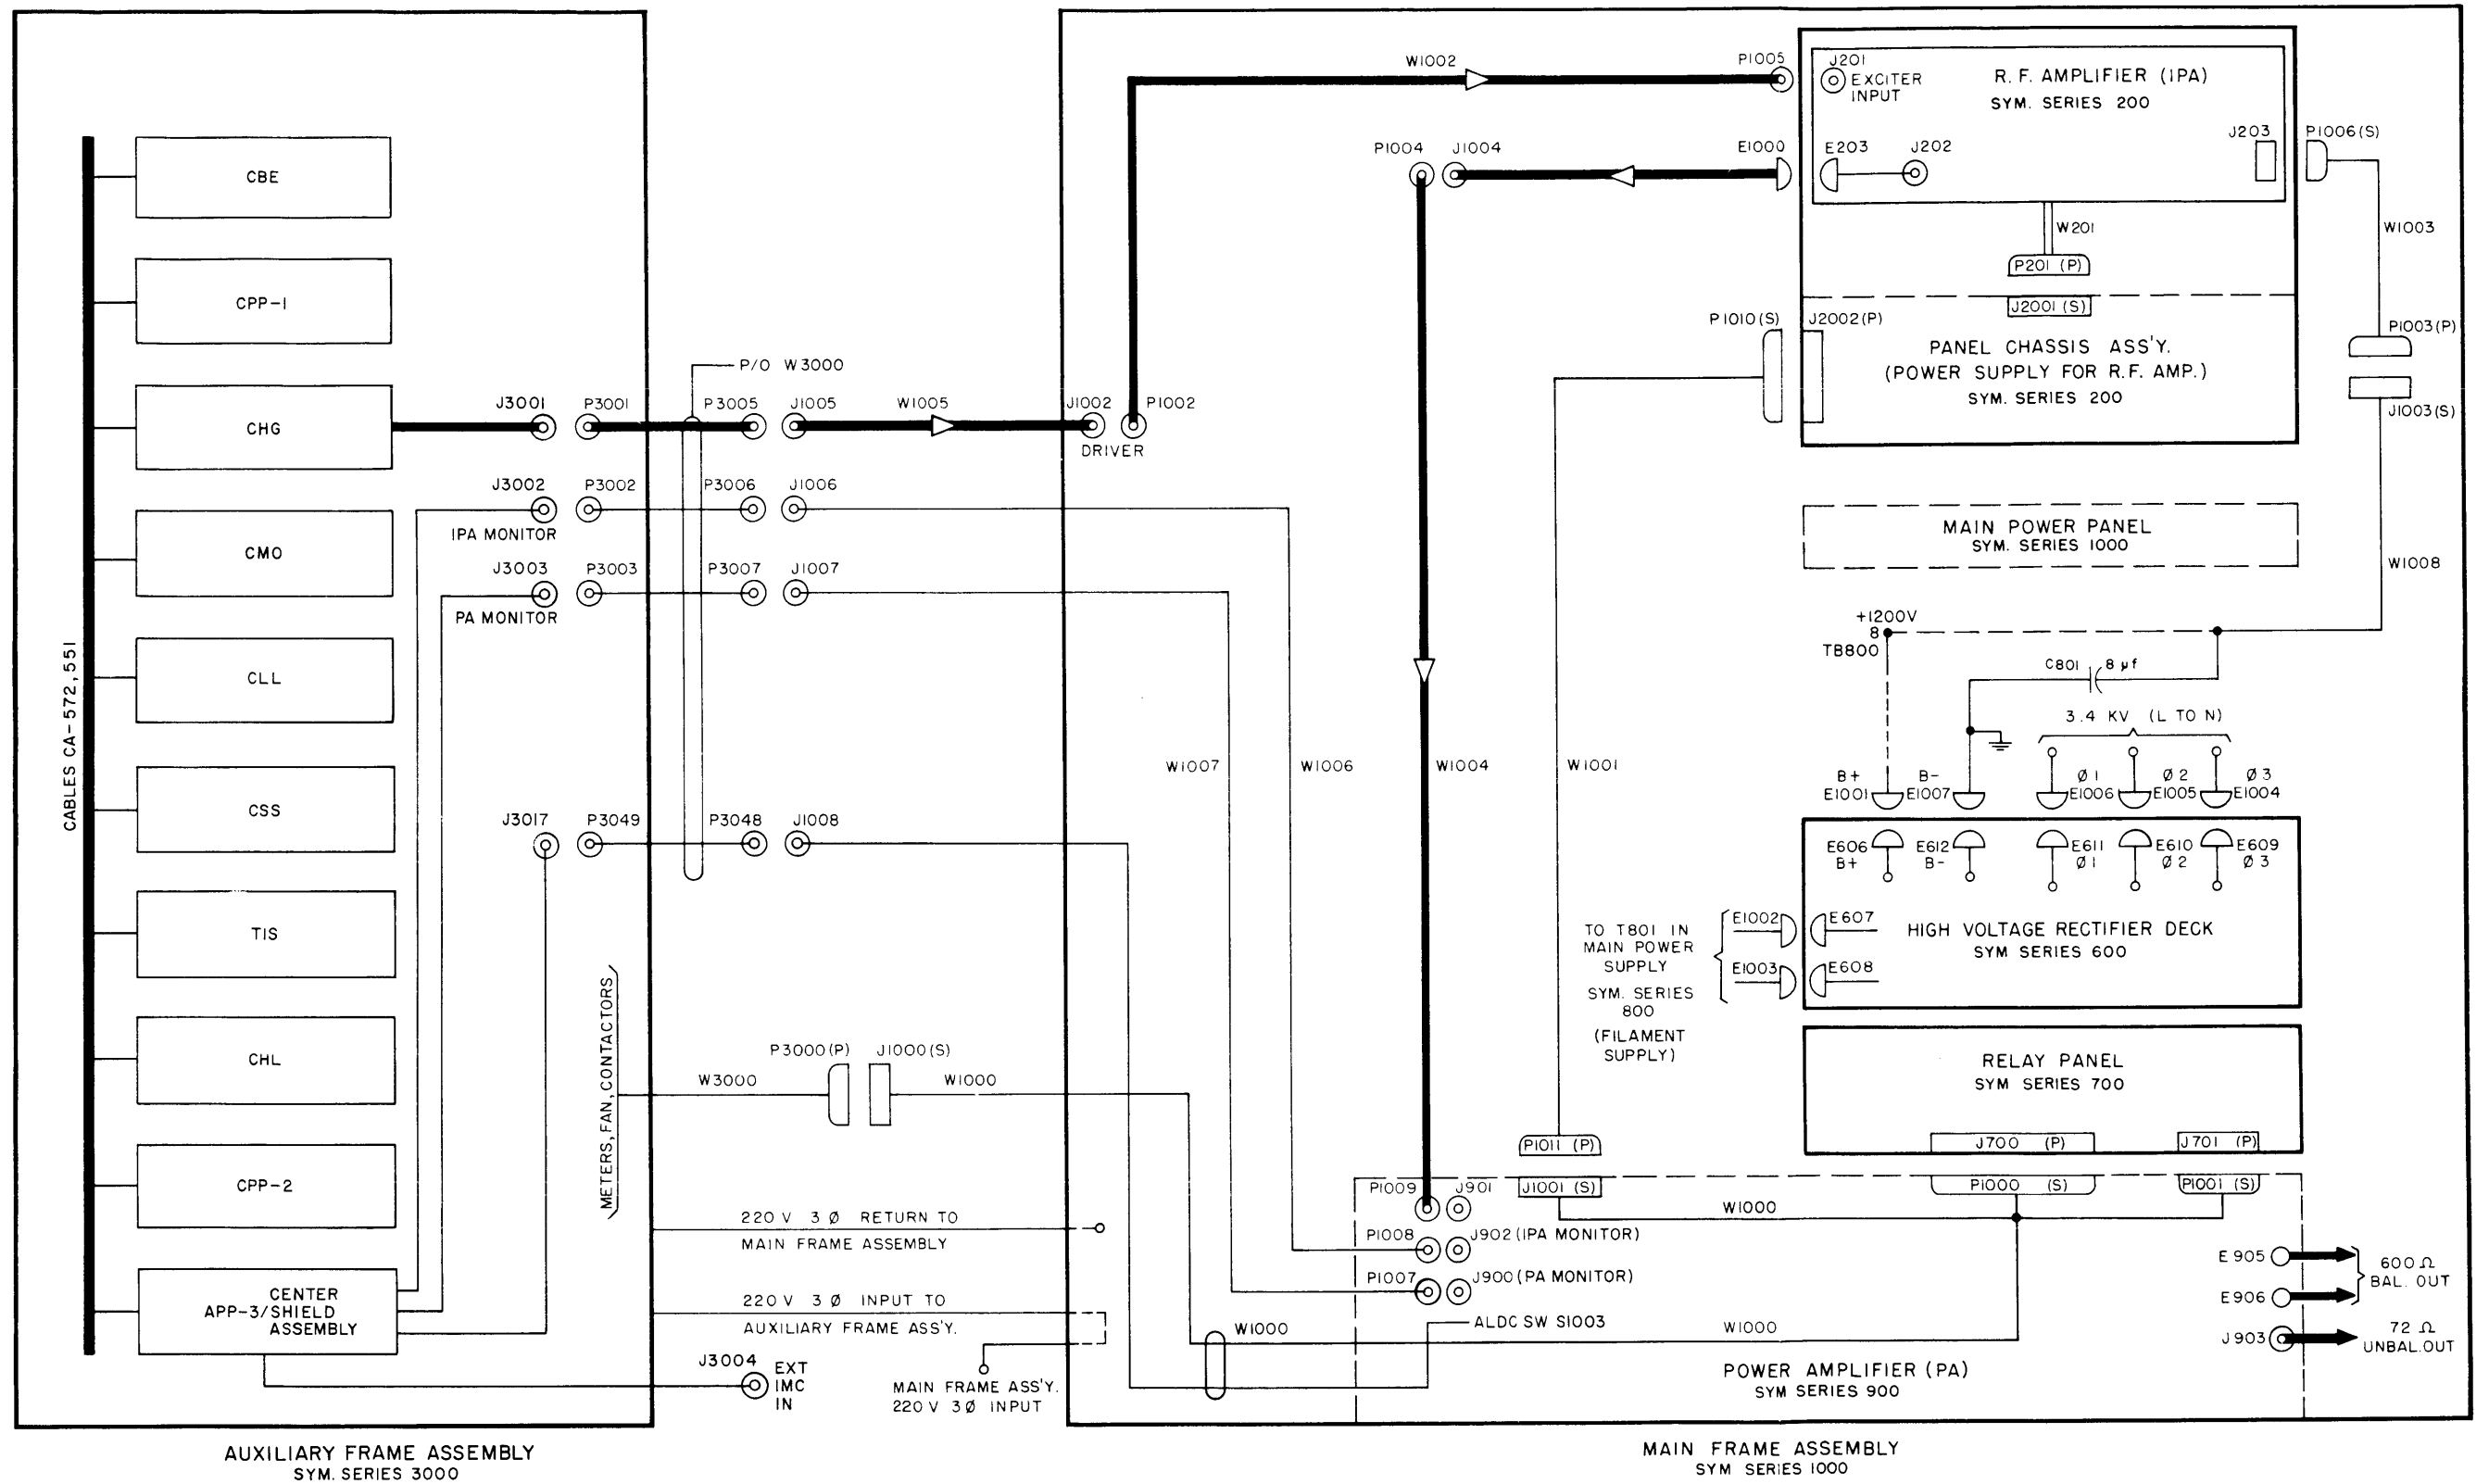 W1002
P1005
J201
EXCITER
INPUT
R.F. AMPLIFIER (IPA)
SYM. SERIES 200
J203
P1006(S)
P1004
J1004
E1000
E203
J202
W1003
W201
P201 (P)
J2001(S)
P1010(S)
J2002(P)
PANEL CHASSIS ASS'Y.
(POWER SUPPLY FOR R.F. AMP.)
SYM. SERIES 200
P1003(P)
J1003(S)
CBE
CPP-1
CHG
CMO
CLL
CSS
TIS
CHL
CPP-2
CENTER
APP-3/SHIELD
ASSEMBLY
CABLES CA-572, 551
P/O W3000
J3001
P3001
P3005
J1005
W1005
J1002
P1002
DRIVER
J3002
P3002
P3006
J1006
IPA MONITOR
J3003
P3003
P3007
J1007
PA MONITOR
MAIN POWER PANEL
SYM. SERIES 1000
W1008
+1200V
8
TB800
C801
8 µf
3.4 KV (L TO N)
W1007
W1006
W1004
W1001
B+
E1001
B-
E1007
Ø 1
E1006
Ø 2
E1005
Ø 3
E1004
J3017
P3049
P3048
J1008
E606
B+
E612
B-
E611
Ø 1
E610
Ø 2
E609
Ø 3
HIGH VOLTAGE RECTIFIER DECK
SYM SERIES 600
E1002
E607
E1003
E608
TO T801 IN
MAIN POWER
SUPPLY
SYM. SERIES
800
(FILAMENT
SUPPLY)
METERS, FAN, CONTACTORS
W3000
P3000(P)
J1000(S)
W1000
RELAY PANEL
SYM SERIES 700
J700 (P)
J701 (P)
P1011 (P)
J1001 (S)
P1000 (S)
P1001 (S)
W1000
P1009
J901
P1008
J902 (IPA MONITOR)
P1007
J900 (PA MONITOR)
220 V 3 Ø RETURN TO
MAIN FRAME ASSEMBLY
220 V 3 Ø INPUT TO
AUXILIARY FRAME ASS'Y.
MAIN FRAME ASS'Y.
220 V 3 Ø INPUT
J3004
EXT
IMC
IN
W1000
ALDC SW S1003
W1000
POWER AMPLIFIER (PA)
SYM SERIES 900
E905
E906
600 Ω
BAL. OUT
J903
72 Ω
UNBAL.OUT
AUXILIARY FRAME ASSEMBLY
SYM. SERIES 3000
MAIN FRAME ASSEMBLY
SYM SERIES 1000